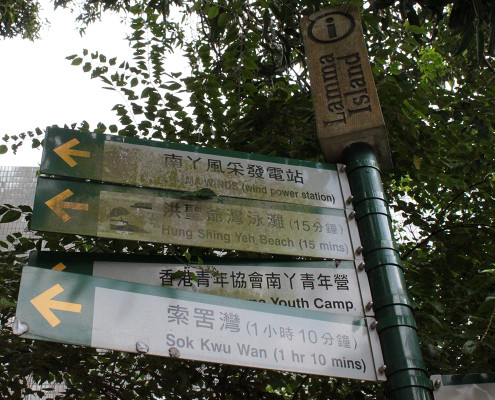 i
Lamma
Island
南丫風采發電站
WINDS (wind power station)
洪聖爺灣泳灘 (15分鐘)
Hung Shing Yeh Beach (15 mins)
香港青年協會南丫青年營
Youth Camp
索罟灣 (1小時10分鐘)
Sok Kwu Wan (1 hr 10 mins)